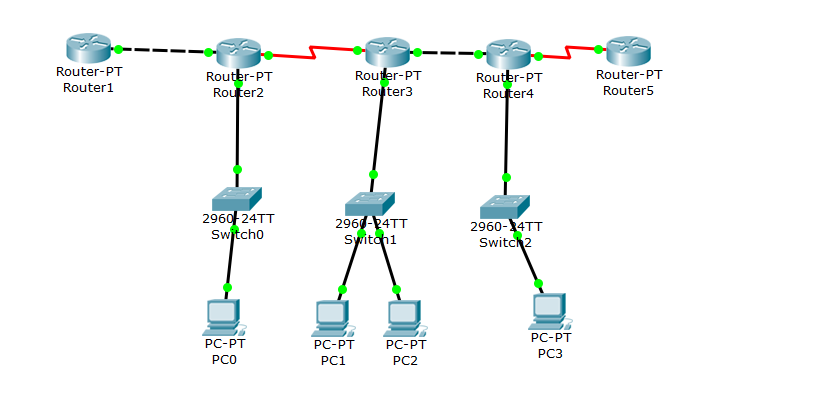 Router-PT
Router1
Router-PT
Router2
Router-PT
Router3
Router-PT
Router4
Router-PT
Router5
2960-24TT
Switch0
2960-24TT
Switch1
2960-24TT
Switch2
PC-PT
PC0
PC-PT
PC1
PC-PT
PC2
PC-PT
PC3